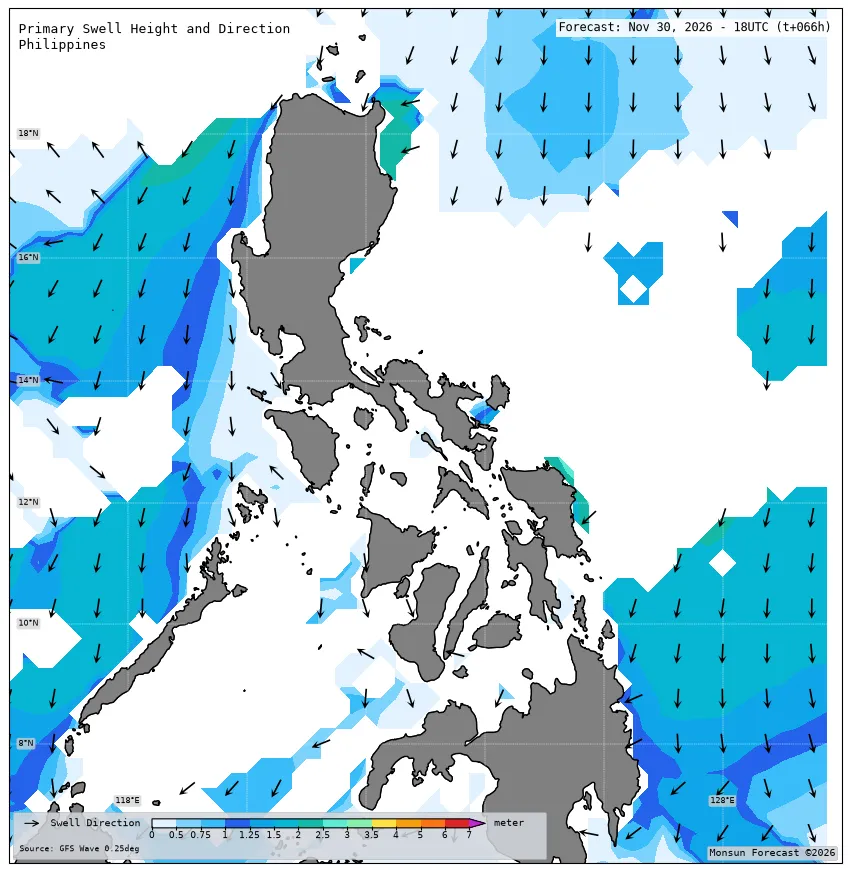 Primary Swell Height and Direction
Philippines
Forecast: Nov 30, 2026 - 18UTC (t+066h)
18°N
16°N
14°N
12°N
10°N
8°N
118°E
128°E
Swell Direction
0 0.5 0.75 1 1.25 1.5 2 2.5 3 3.5 4 5 6 7
meter
Source: GFS Wave 0.25deg
Monsun Forecast ©2026